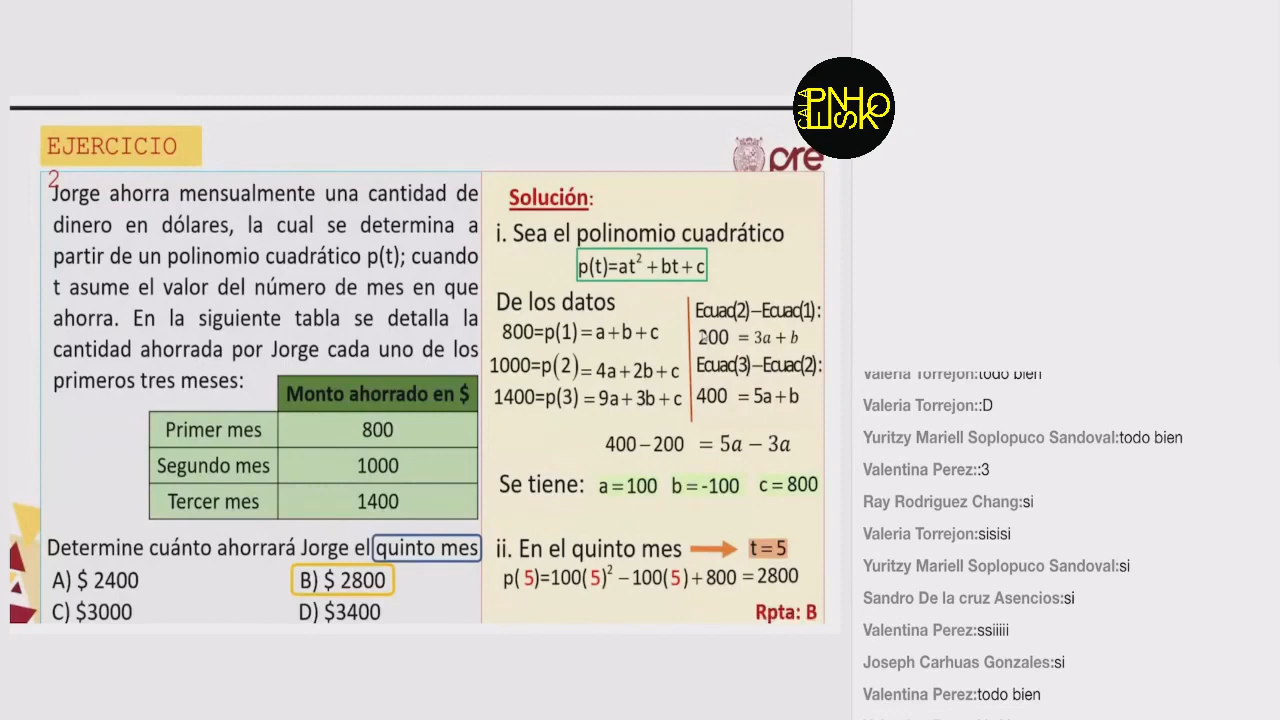 CALA
PEN
ESHKO
EJERCICIO
2
pre
Jorge ahorra mensualmente una cantidad de
dinero en dólares, la cual se determina a
partir de un polinomio cuadrático p(t); cuando
t asume el valor del número de mes en que
ahorra. En la siguiente tabla se detalla la
cantidad ahorrada por Jorge cada uno de los
primeros tres meses:
Monto ahorrado en $
Primer mes 800
Segundo mes 1000
Tercer mes 1400
Determine cuánto ahorrará Jorge el quinto mes
A) $ 2400 B) $ 2800
C) $3000 D) $3400
Solución:
i. Sea el polinomio cuadrático
p(t)=at²+bt+c
De los datos
800=p(1)=a+b+c
1000=p(2)=4a+2b+c
1400=p(3)=9a+3b+c
Ecuac(2)−Ecuac(1):
200 = 3a+b
Ecuac(3)−Ecuac(2):
400 = 5a+b
400−200 = 5a − 3a
Se tiene: a=100 b=-100 c=800
ii. En el quinto mes t=5
p(5)=100(5)²−100(5)+800=2800
Rpta: B
Valeria Torrejon:todo bien
Valeria Torrejon::D
Yuritzy Mariell Soplopuco Sandoval:todo bien
Valentina Perez::3
Ray Rodriguez Chang:si
Valeria Torrejon:sisisi
Yuritzy Mariell Soplopuco Sandoval:si
Sandro De la cruz Asencios:si
Valentina Perez:ssiiiii
Joseph Carhuas Gonzales:si
Valentina Perez:todo bien